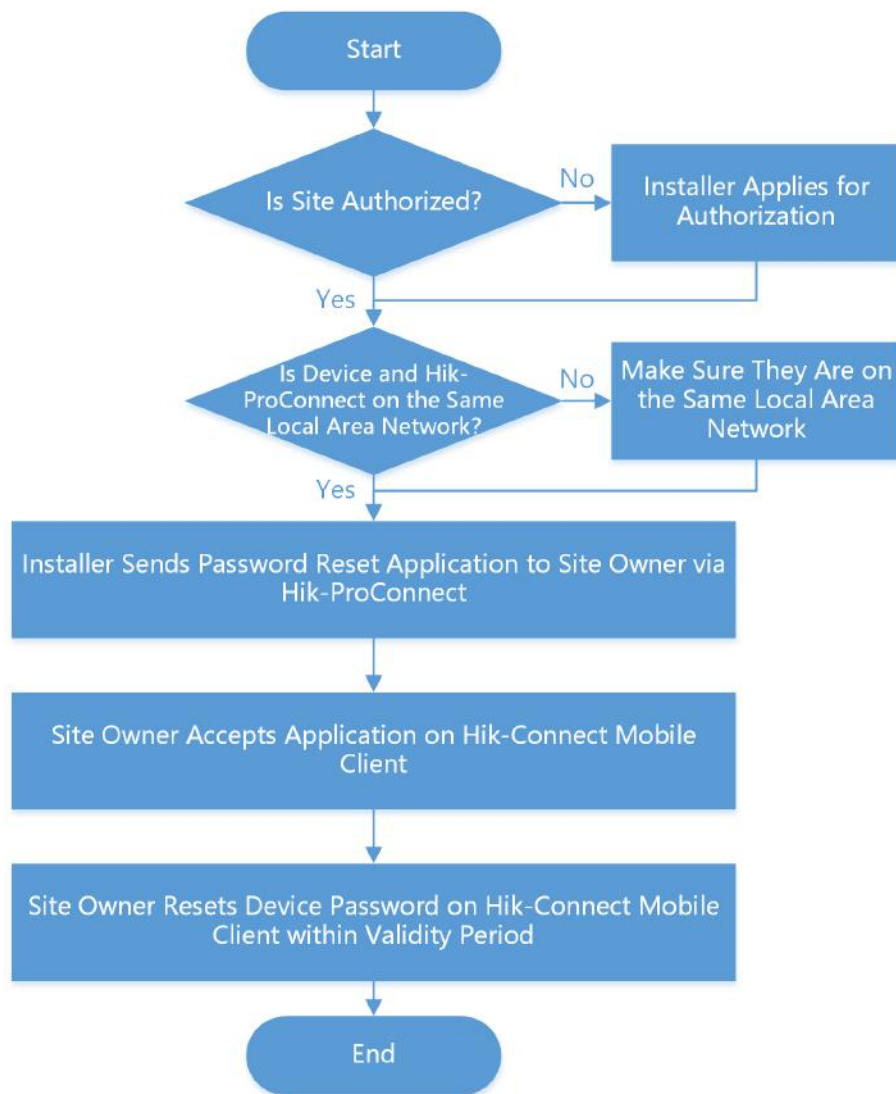 Start
Is Site Authorized?
No
Installer Applies for
Authorization
Yes
Is Device and Hik-
ProConnect on the Same
Local Area Network?
No
Make Sure They Are on
the Same Local Area
Network
Yes
Installer Sends Password Reset Application to Site Owner via
Hik-ProConnect
Site Owner Accepts Application on Hik-Connect Mobile
Client
Site Owner Resets Device Password on Hik-Connect Mobile
Client within Validity Period
End